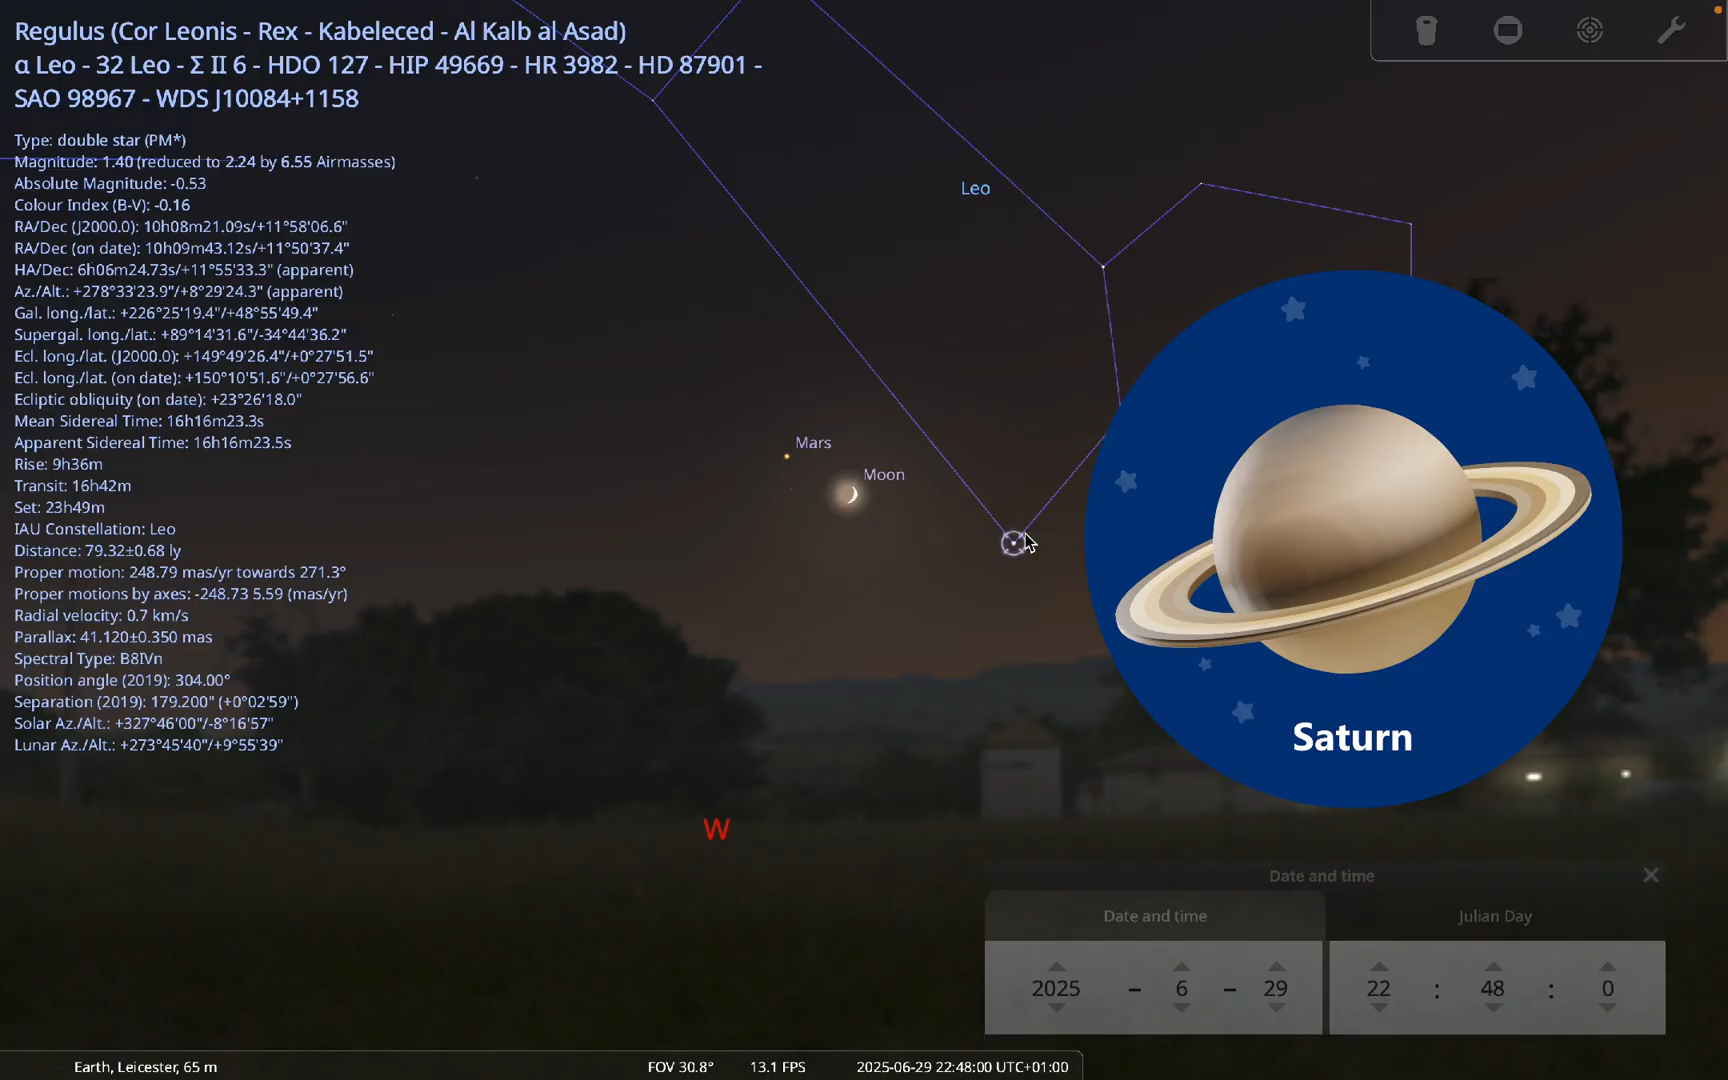 Regulus (Cor Leonis - Rex - Kabeleced - Al Kalb al Asad)
α Leo - 32 Leo - Σ II 6 - HDO 127 - HIP 49669 - HR 3982 - HD 87901 -
SAO 98967 - WDS J10084+1158
Type: double star (PM*)
Magnitude: 1.40 (reduced to 2.24 by 6.55 Airmasses)
Absolute Magnitude: -0.53
Colour Index (B-V): -0.16
RA/Dec (J2000.0): 10h08m21.09s/+11°58'06.6"
RA/Dec (on date): 10h09m43.12s/+11°50'37.4"
HA/Dec: 6h06m24.73s/+11°55'33.3" (apparent)
Az./Alt.: +278°33'23.9"/+8°29'24.3" (apparent)
Gal. long./lat.: +226°25'19.4"/+48°55'49.4"
Supergal. long./lat.: +89°14'31.6"/-34°44'36.2"
Ecl. long./lat. (J2000.0): +149°49'26.4"/+0°27'51.5"
Ecl. long./lat. (on date): +150°10'51.6"/+0°27'56.6"
Ecliptic obliquity (on date): +23°26'18.0"
Mean Sidereal Time: 16h16m23.3s
Apparent Sidereal Time: 16h16m23.5s
Rise: 9h36m
Transit: 16h42m
Set: 23h49m
IAU Constellation: Leo
Distance: 79.32±0.68 ly
Proper motion: 248.79 mas/yr towards 271.3°
Proper motions by axes: -248.73 5.59 (mas/yr)
Radial velocity: 0.7 km/s
Parallax: 41.120±0.350 mas
Spectral Type: B8IVn
Position angle (2019): 304.00°
Separation (2019): 179.200" (+0°02'59")
Solar Az./Alt.: +327°46'00"/-8°16'57"
Lunar Az./Alt.: +273°45'40"/+9°55'39"
Leo
Mars
Moon
Saturn
W
Date and time
Date and time Julian Day
2025 – 6 – 29 22 : 48 : 0
Earth, Leicester, 65 m FOV 30.8° 13.1 FPS 2025-06-29 22:48:00 UTC+01:00